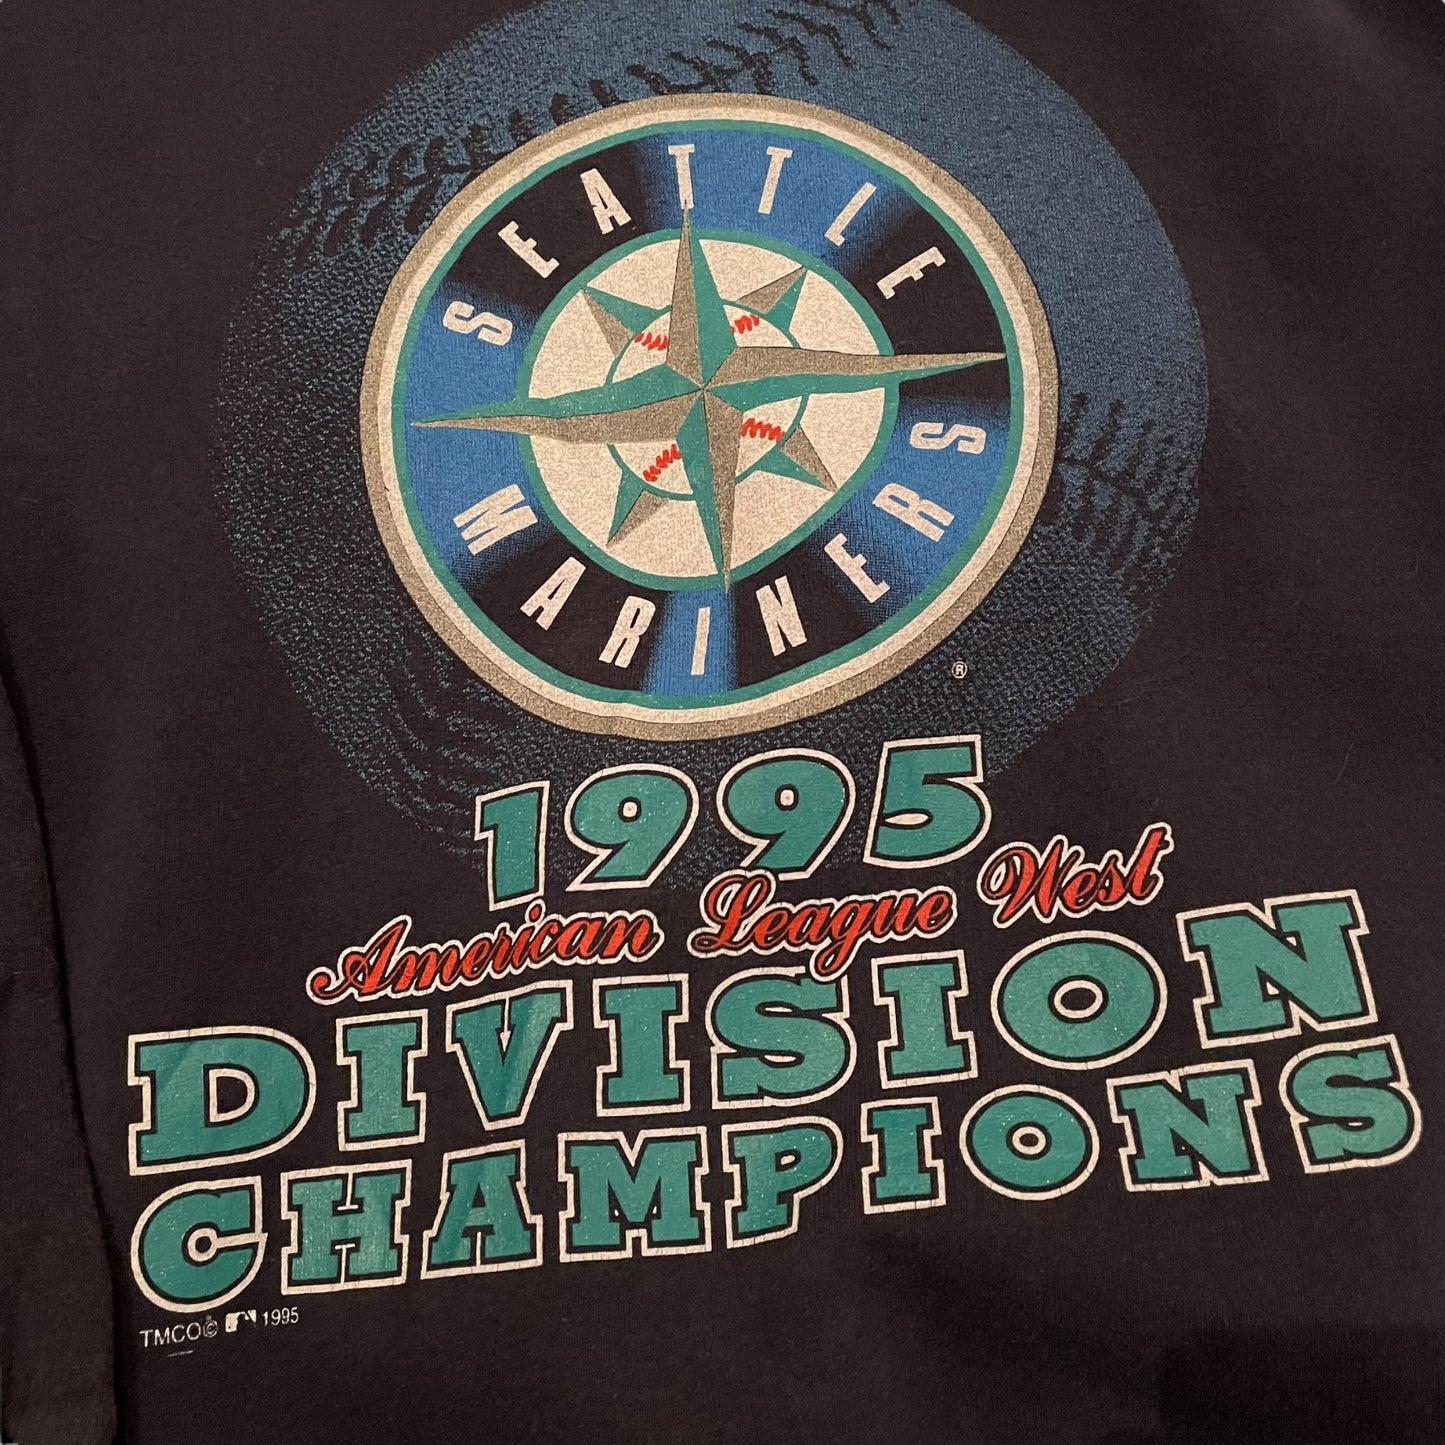 SEATTLE
MARINERS
®
1995
American League West
DIVISION
CHAMPIONS
TMCO© 1995